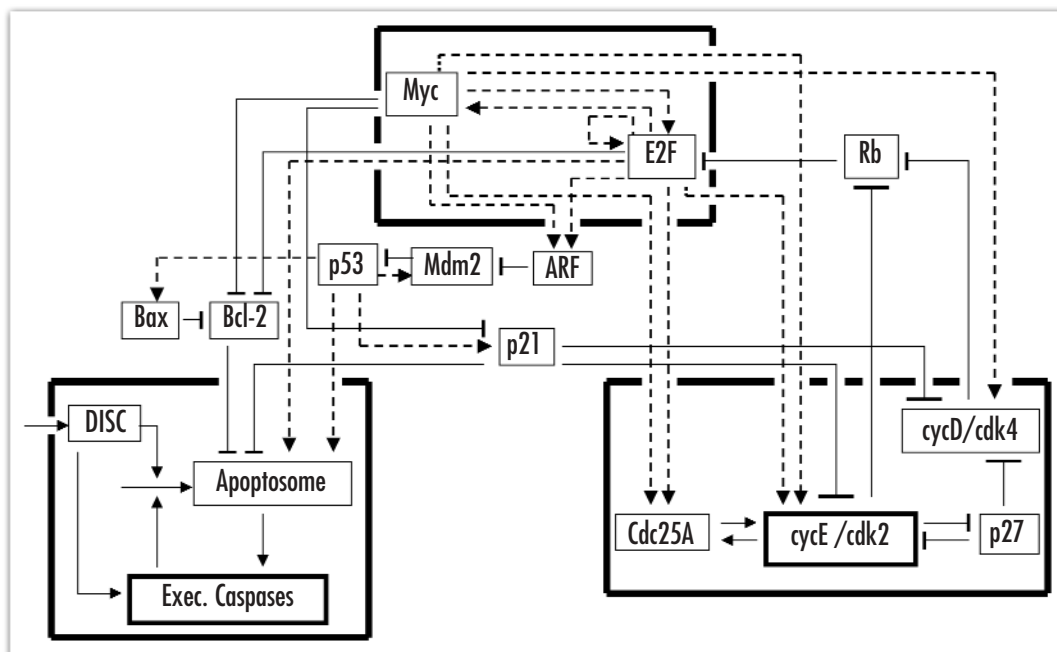 Myc
E2F
Rb
p53
Mdm2
ARF
Bax
Bcl-2
p21
DISC
cycD/cdk4
Apoptosome
Cdc25A
cycE /cdk2
p27
Exec. Caspases